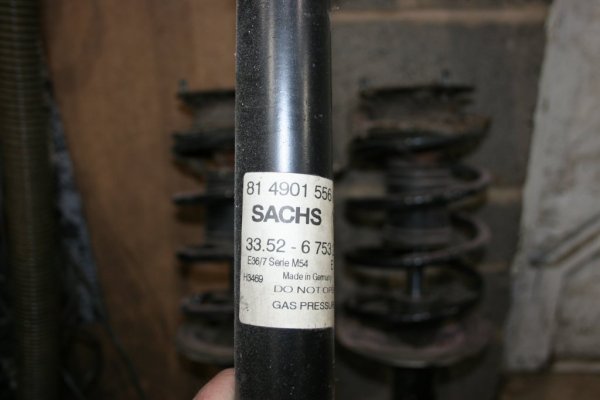 81 4901 556
SACHS
33.52 - 6 753
E36/7 Serie M54 E
H3469 Made in Germany
DO NOT OPE
GAS PRESSU